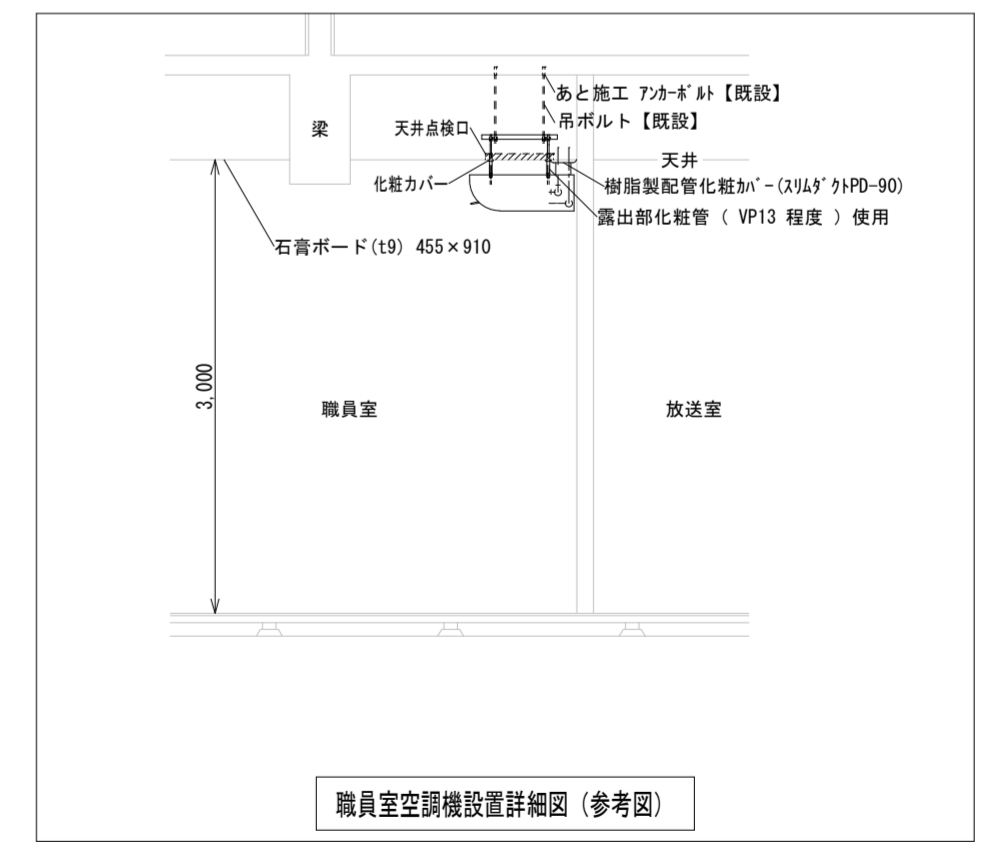 あと施工 ｱﾝｶｰﾎﾞﾙﾄ【既設】
吊ボルト【既設】
梁
天井点検口
天井
化粧カバー
樹脂製配管化粧ｶﾊﾞｰ(ｽﾘﾑﾀﾞｸﾄPD-90)
露出部化粧管 ( VP13 程度 ) 使用
石膏ボード(t9) 455×910
3,000
職員室
放送室
職員室空調機設置詳細図 (参考図)